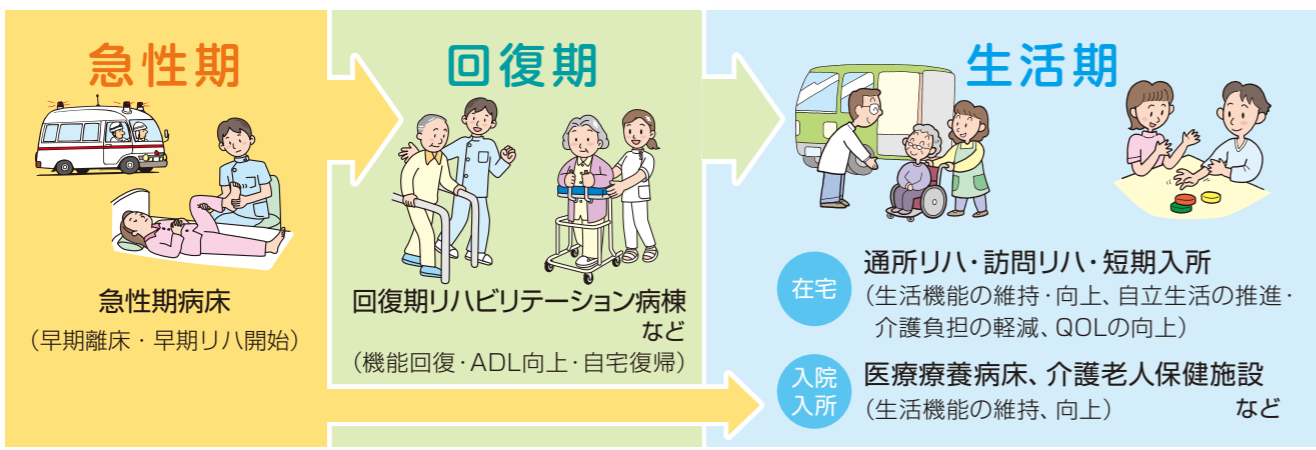 急性期
急性期病床
（早期離床・早期リハ開始）
回復期
回復期リハビリテーション病棟
など
（機能回復・ADL向上・自宅復帰）
生活期
在宅
通所リハ・訪問リハ・短期入所
（生活機能の維持・向上、自立生活の推進・
介護負担の軽減、QOLの向上）
入院
入所
医療療養病床、介護老人保健施設
（生活機能の維持、向上） など